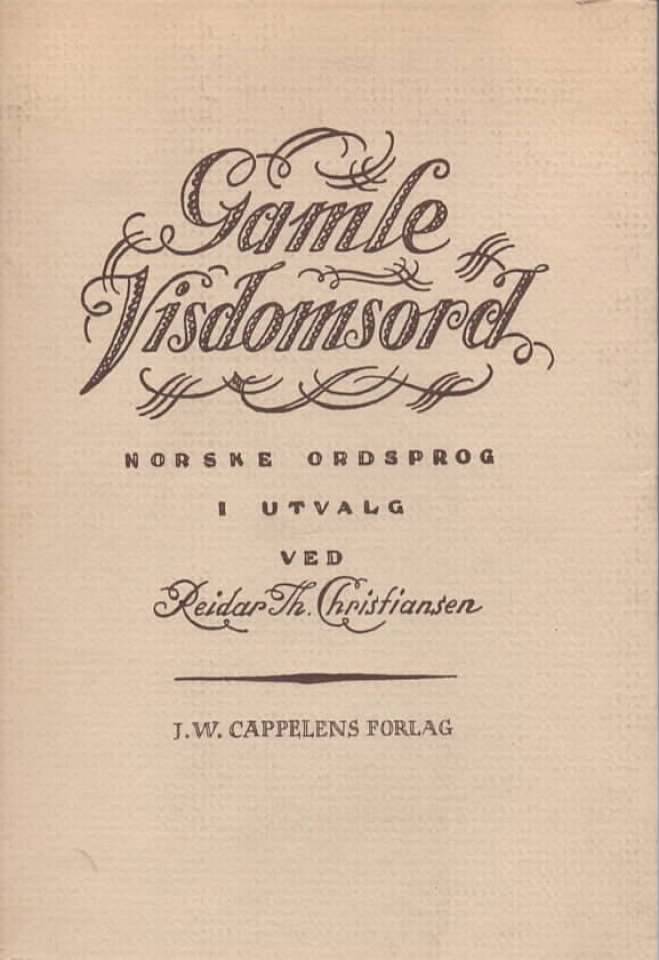 Gamle
Visdomsord
NORSKE ORDSPROG
I UTVALG
VED
Reidar Th. Christiansen
J.W. CAPPELENS FORLAG